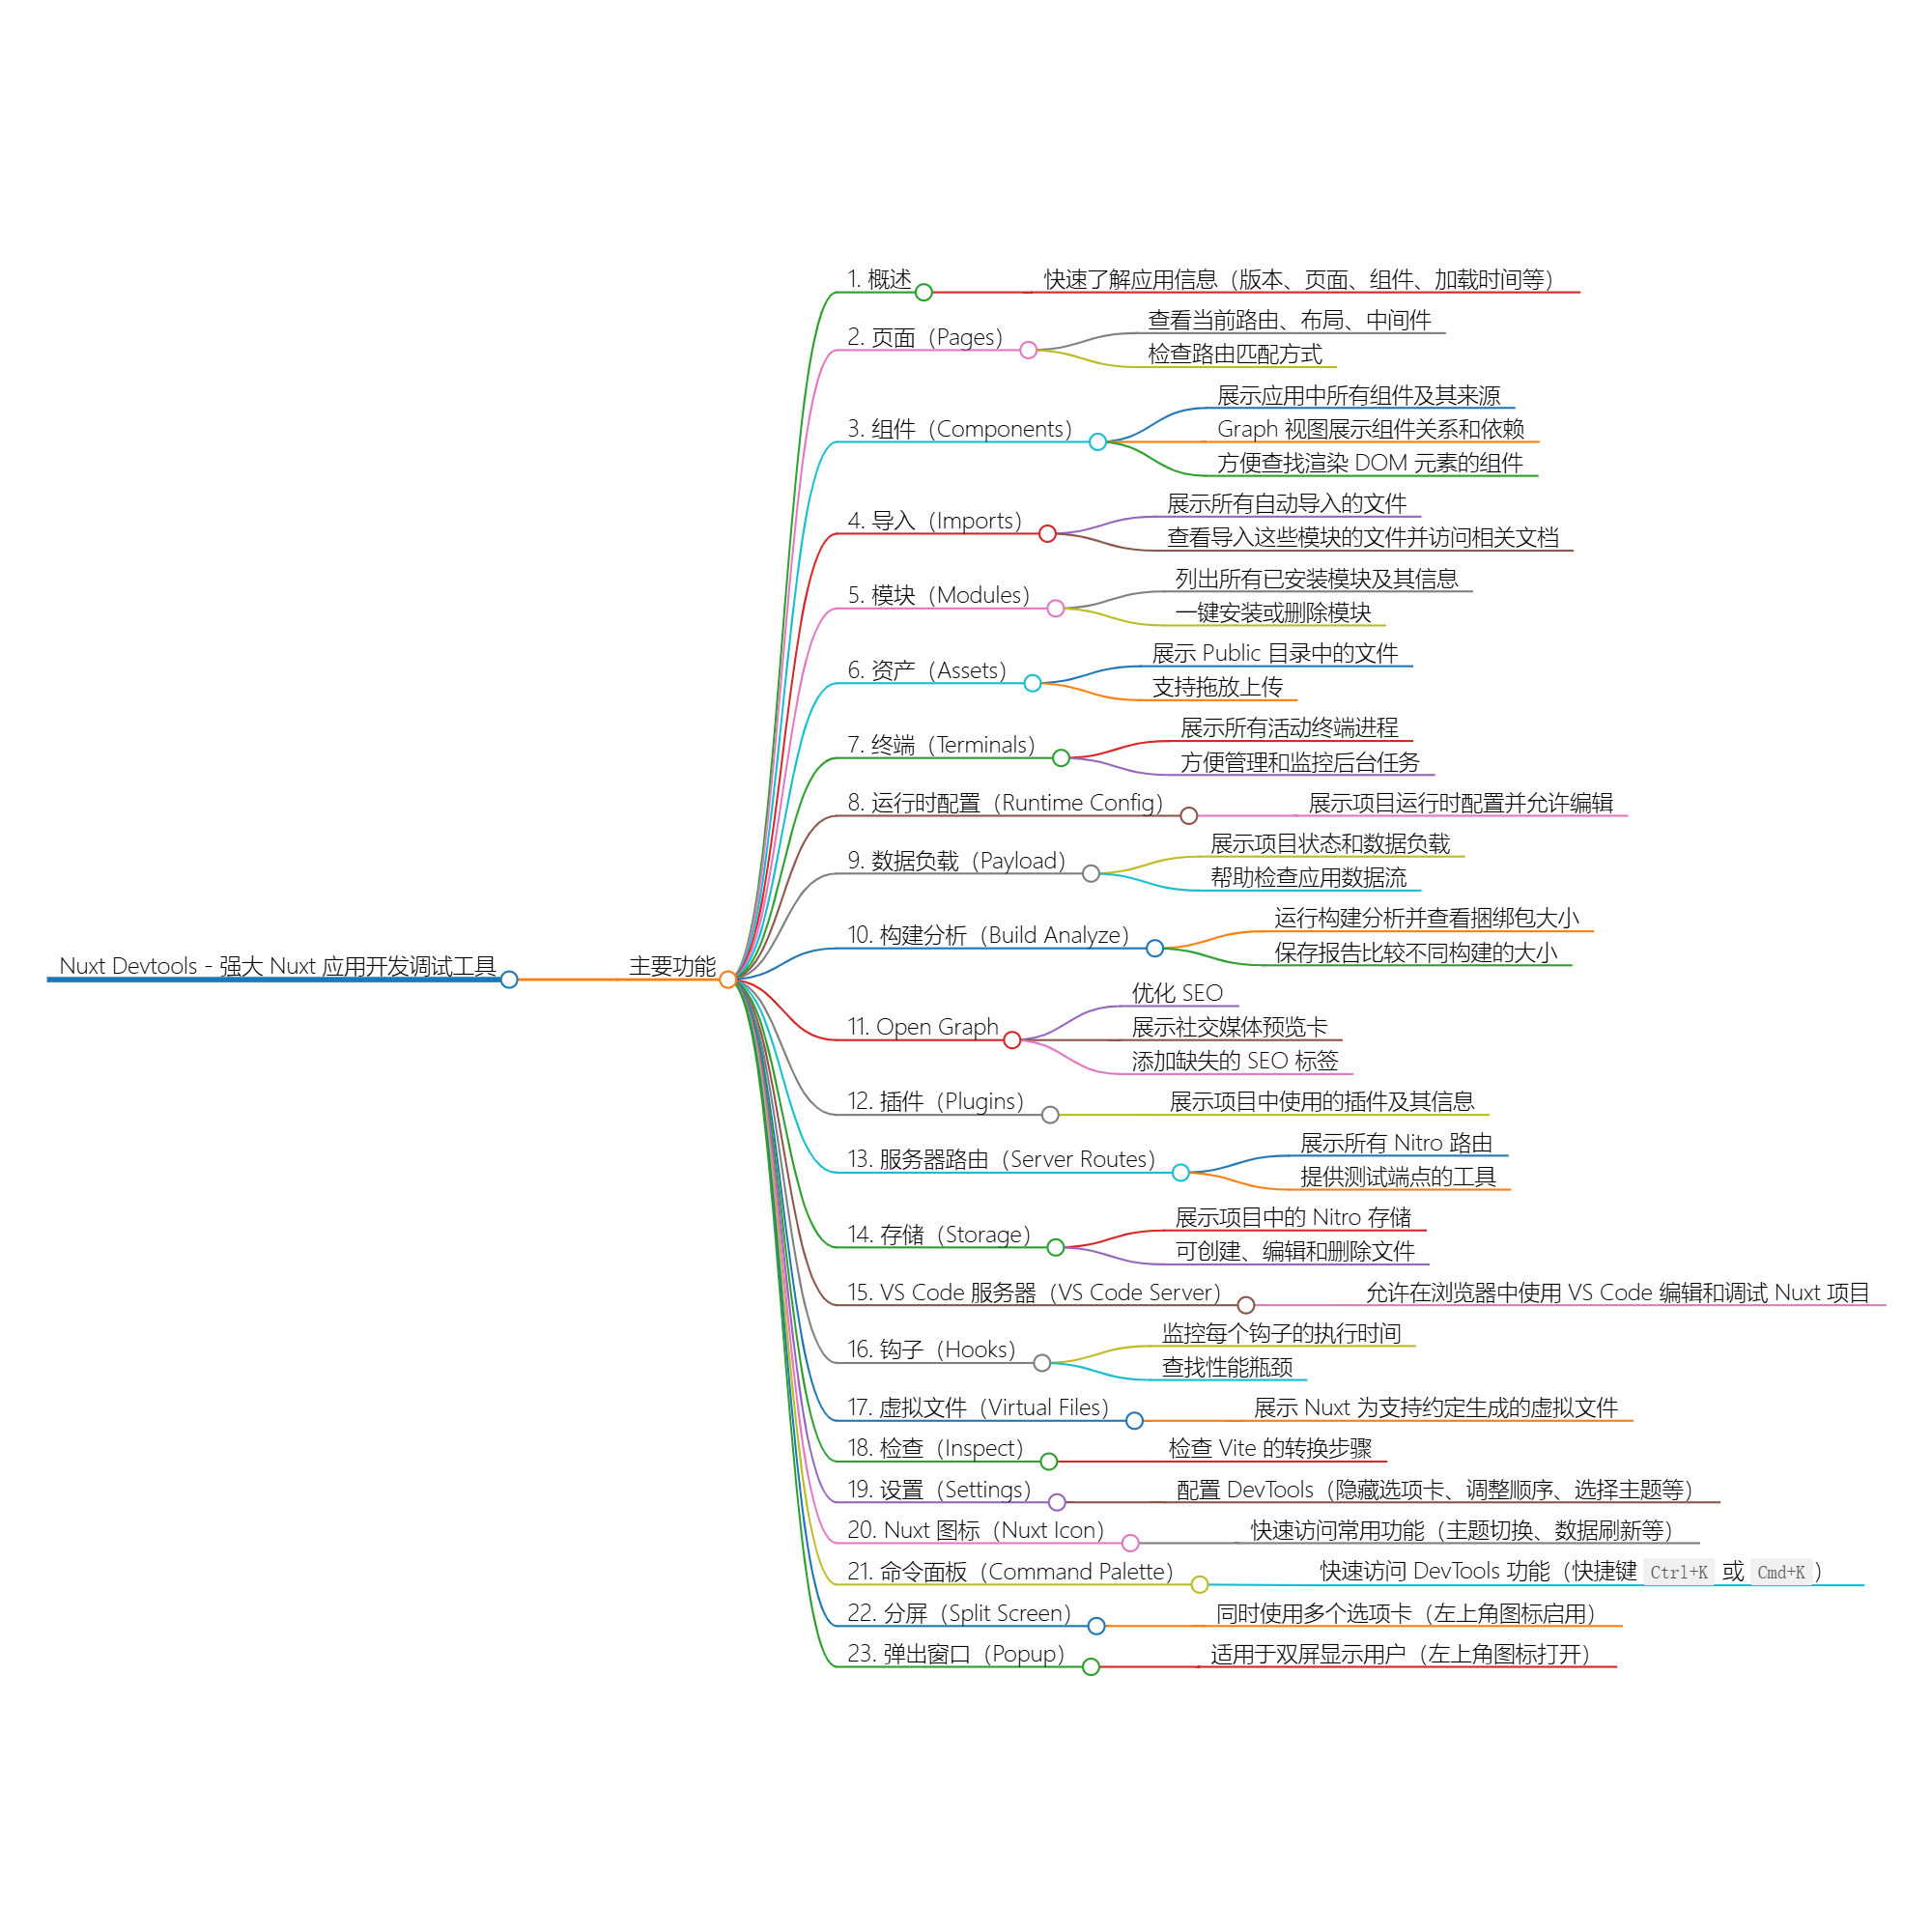 Nuxt Devtools - 强大 Nuxt 应用开发调试工具
主要功能
1. 概述
快速了解应用信息（版本、页面、组件、加载时间等）
2. 页面（Pages）
查看当前路由、布局、中间件
检查路由匹配方式
3. 组件（Components）
展示应用中所有组件及其来源
Graph 视图展示组件关系和依赖
方便查找渲染 DOM 元素的组件
4. 导入（Imports）
展示所有自动导入的文件
查看导入这些模块的文件并访问相关文档
5. 模块（Modules）
列出所有已安装模块及其信息
一键安装或删除模块
6. 资产（Assets）
展示 Public 目录中的文件
支持拖放上传
7. 终端（Terminals）
展示所有活动终端进程
方便管理和监控后台任务
8. 运行时配置（Runtime Config）
展示项目运行时配置并允许编辑
9. 数据负载（Payload）
展示项目状态和数据负载
帮助检查应用数据流
10. 构建分析（Build Analyze）
运行构建分析并查看捆绑包大小
保存报告比较不同构建的大小
11. Open Graph
优化 SEO
展示社交媒体预览卡
添加缺失的 SEO 标签
12. 插件（Plugins）
展示项目中使用的插件及其信息
13. 服务器路由（Server Routes）
展示所有 Nitro 路由
提供测试端点的工具
14. 存储（Storage）
展示项目中的 Nitro 存储
可创建、编辑和删除文件
15. VS Code 服务器（VS Code Server）
允许在浏览器中使用 VS Code 编辑和调试 Nuxt 项目
16. 钩子（Hooks）
监控每个钩子的执行时间
查找性能瓶颈
17. 虚拟文件（Virtual Files）
展示 Nuxt 为支持约定生成的虚拟文件
18. 检查（Inspect）
检查 Vite 的转换步骤
19. 设置（Settings）
配置 DevTools（隐藏选项卡、调整顺序、选择主题等）
20. Nuxt 图标（Nuxt Icon）
快速访问常用功能（主题切换、数据刷新等）
21. 命令面板（Command Palette）
快速访问 DevTools 功能（快捷键 Ctrl+K 或 Cmd+K）
22. 分屏（Split Screen）
同时使用多个选项卡（左上角图标启用）
23. 弹出窗口（Popup）
适用于双屏显示用户（左上角图标打开）